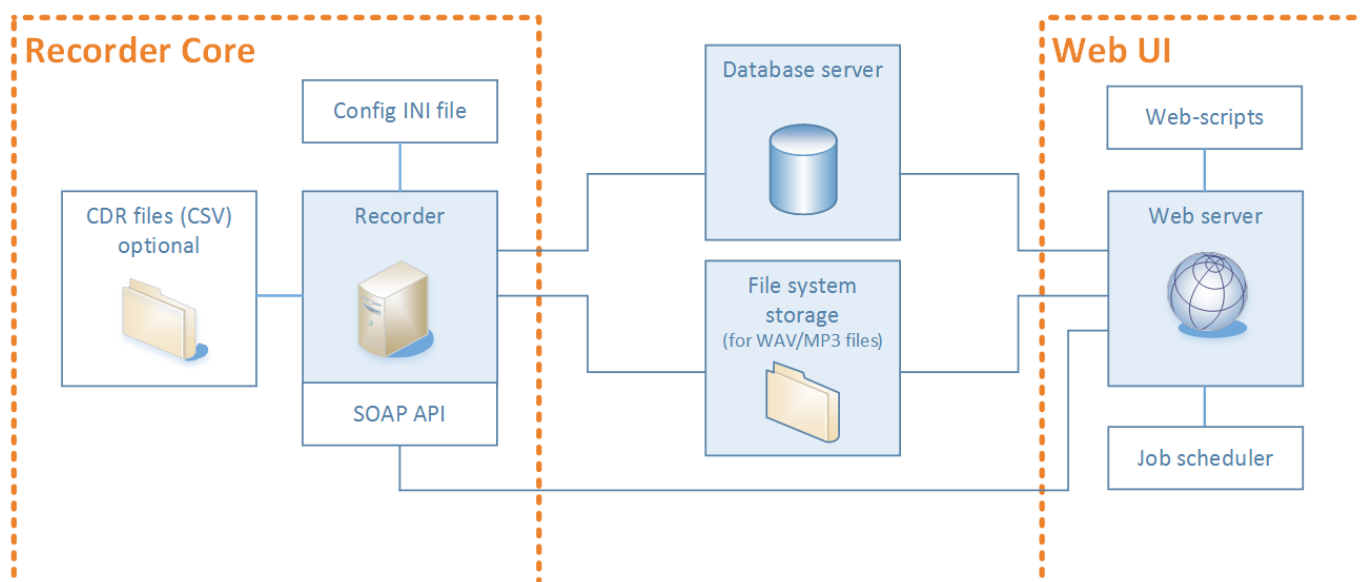 Recorder Core
Config INI file
CDR files (CSV)
optional
Recorder
SOAP API
Database server
File system
storage
(for WAV/MP3 files)
Web UI
Web-scripts
Web server
Job scheduler